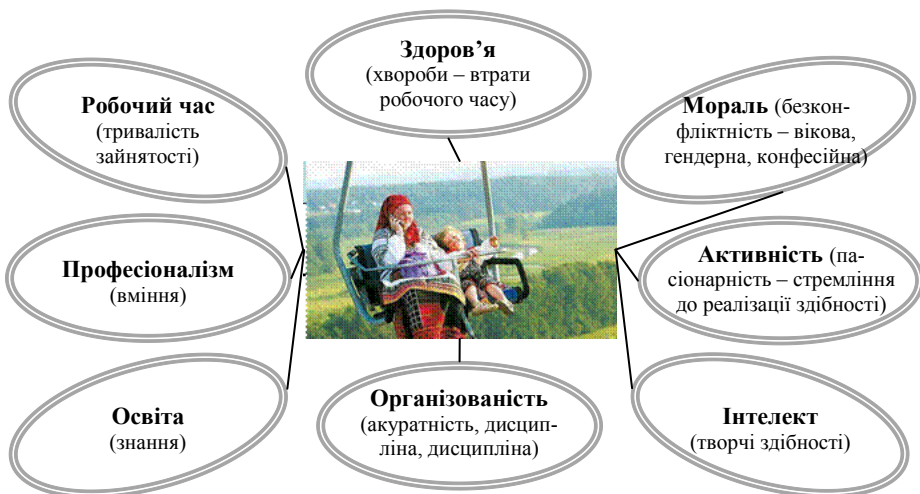 Здоров’я
(хвороби – втрати
робочого часу)
Робочий час
(тривалість
зайнятості)
Мораль (безкон-
фліктність – вікова,
гендерна, конфесійна)
Професіоналізм
(вміння)
Активність (па-
сіонарність – стремління
до реалізації здібності)
Освіта
(знання)
Організованість
(акуратність, дисцип-
ліна, дисципліна)
Інтелект
(творчі здібності)